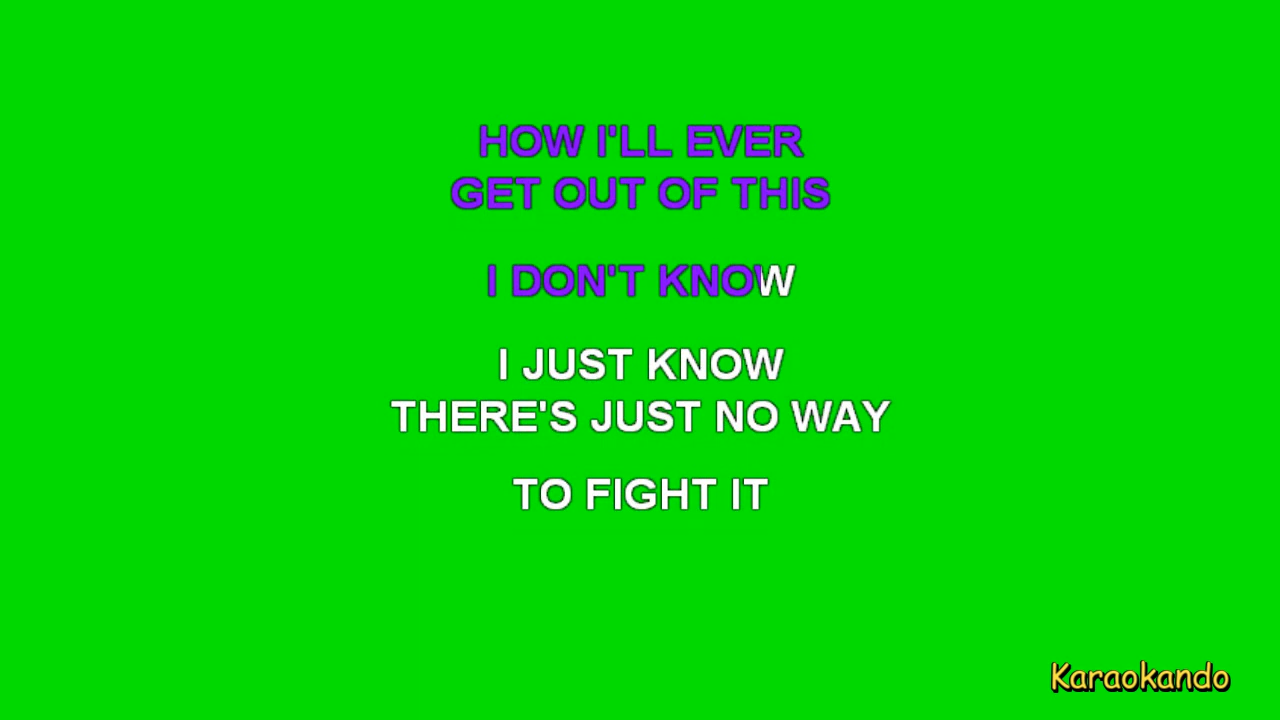 HOW I'LL EVER
GET OUT OF THIS
I DON'T KNOW
I JUST KNOW
THERE'S JUST NO WAY
TO FIGHT IT
Karaokando